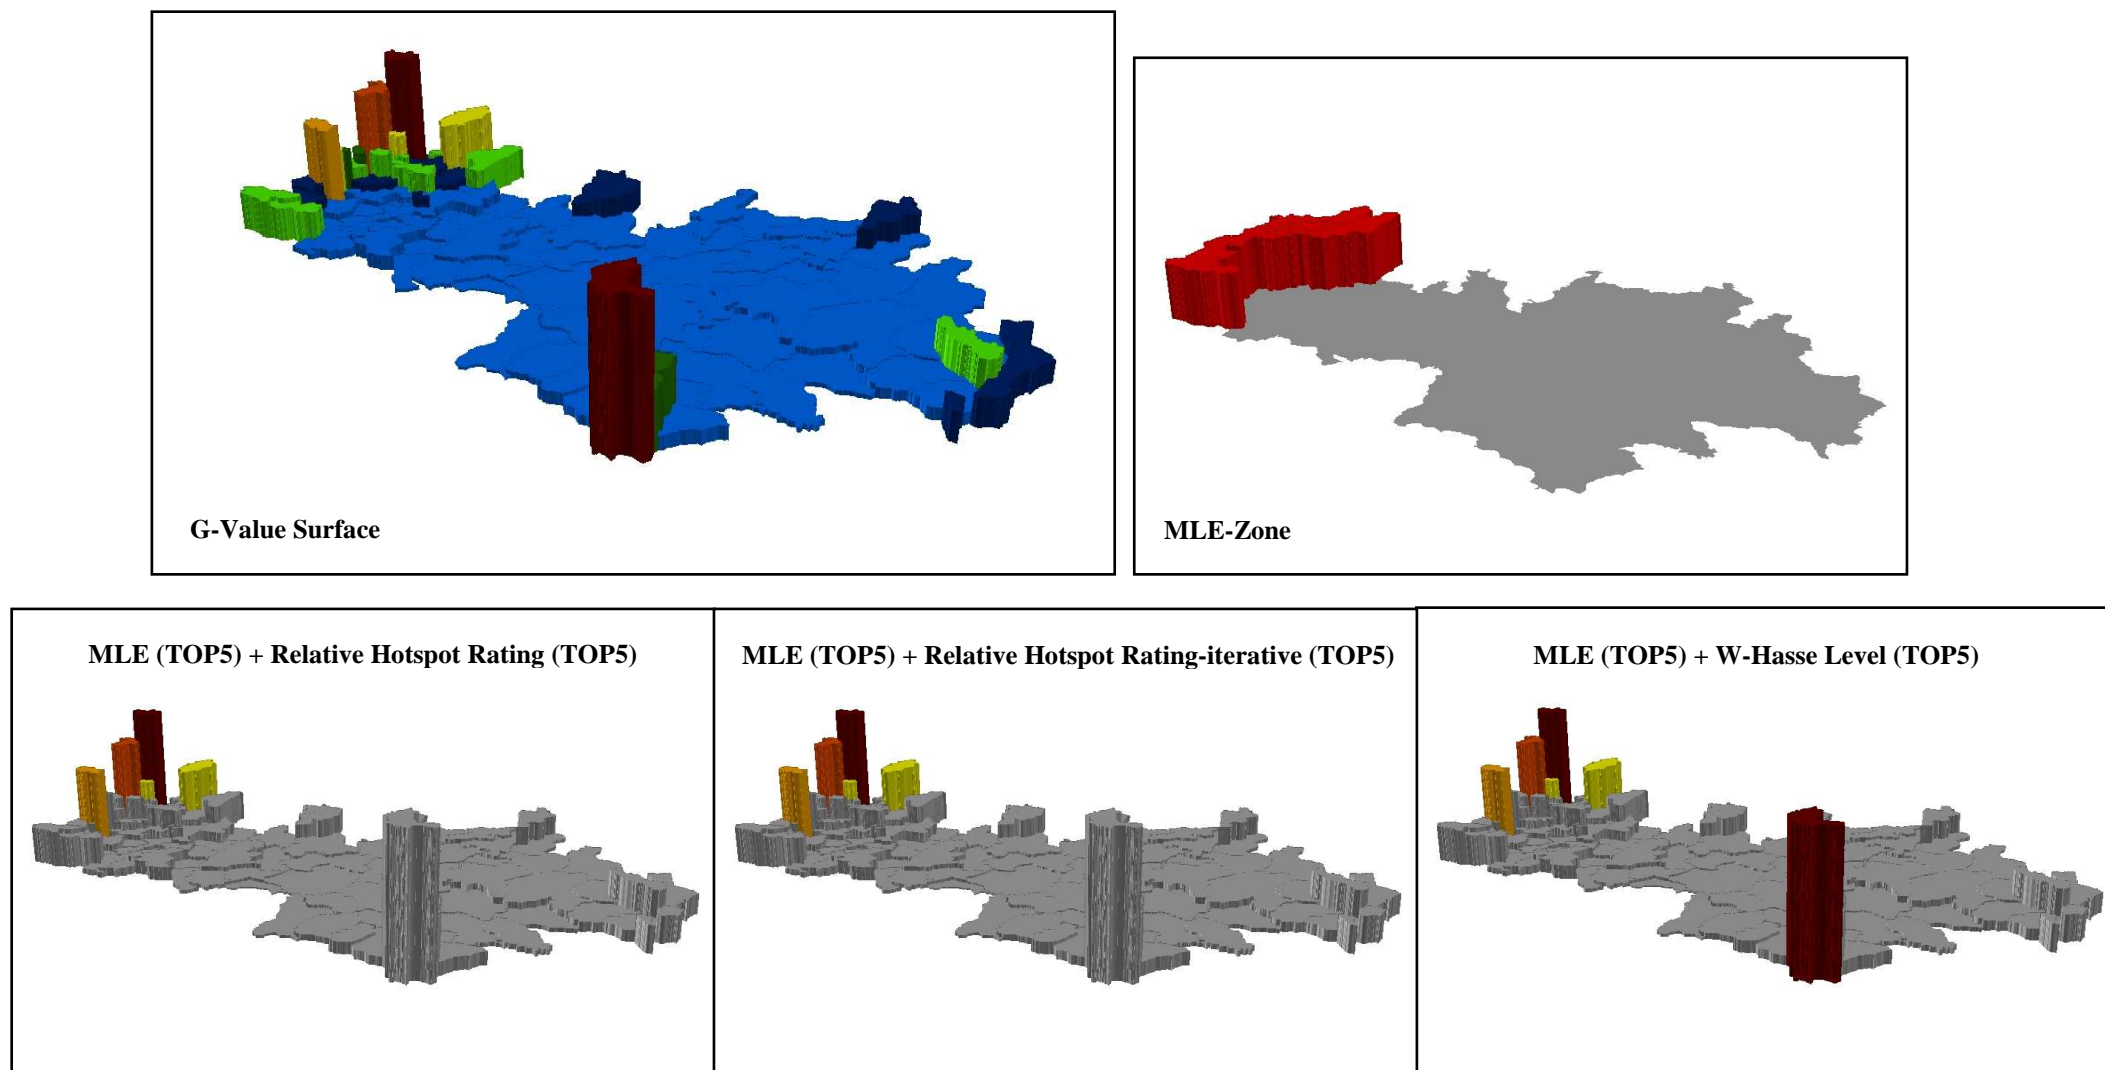 G-Value Surface
MLE-Zone
MLE (TOP5) + Relative Hotspot Rating (TOP5)
MLE (TOP5) + Relative Hotspot Rating-iterative (TOP5)
MLE (TOP5) + W-Hasse Level (TOP5)